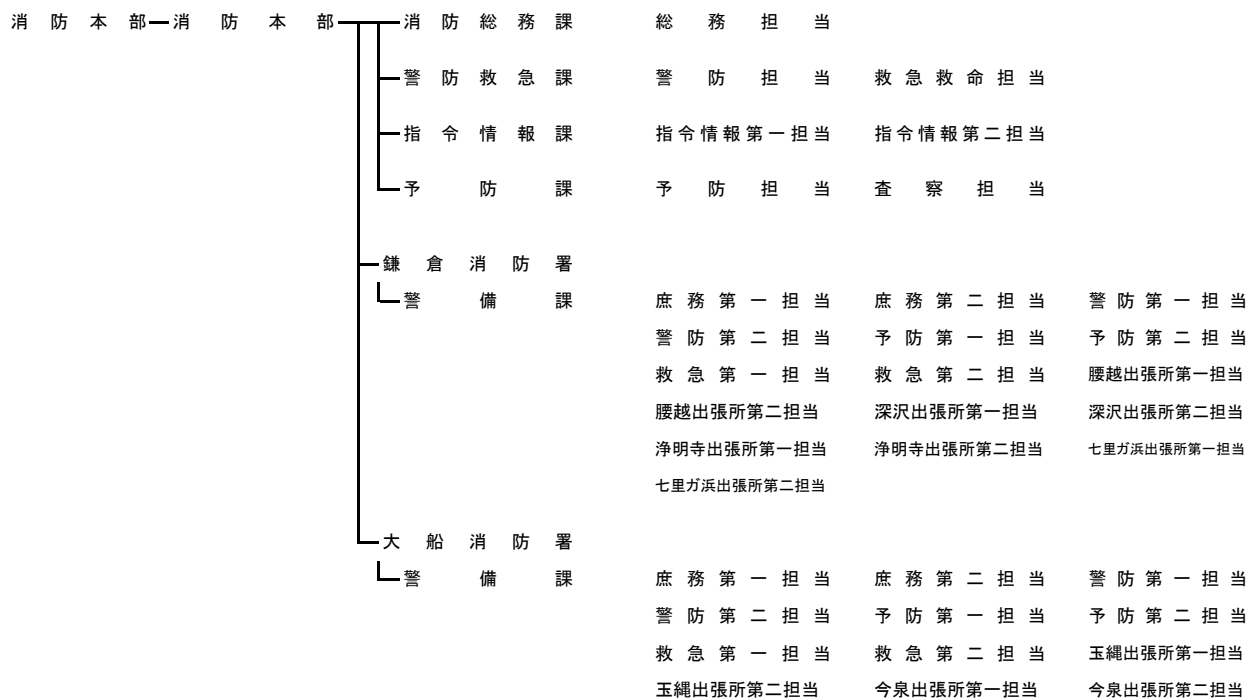 消防本部 消防本部 消防総務課 総務担当
警防救急課 警防担当 救急救命担当
指令情報課 指令情報第一担当 指令情報第二担当
予防課 予防担当 査察担当
鎌倉消防署
警備課 庶務第一担当 庶務第二担当 警防第一担当
警防第二担当 予防第一担当 予防第二担当
救急第一担当 救急第二担当 腰越出張所第一担当
腰越出張所第二担当 深沢出張所第一担当 深沢出張所第二担当
浄明寺出張所第一担当 浄明寺出張所第二担当 七里ガ浜出張所第一担当
七里ガ浜出張所第二担当
大船消防署
警備課 庶務第一担当 庶務第二担当 警防第一担当
警防第二担当 予防第一担当 予防第二担当
救急第一担当 救急第二担当 玉縄出張所第一担当
玉縄出張所第二担当 今泉出張所第一担当 今泉出張所第二担当